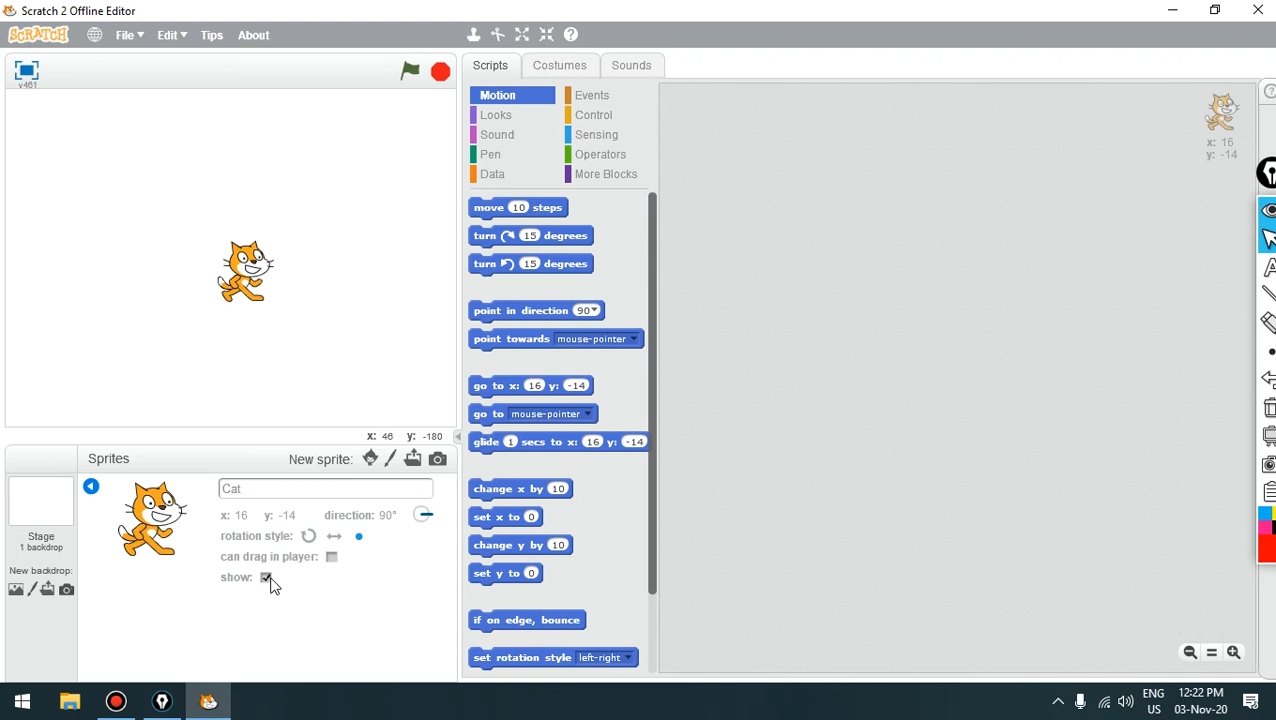 Scratch 2 Offline Editor
SCRATCH File▼ Edit▼ Tips About
v461
Scripts Costumes Sounds
Motion Events
Looks Control
Sound Sensing
Pen Operators
Data More Blocks
x: 16
y: -14
move 10 steps
turn 15 degrees
turn 15 degrees
point in direction 90▼
point towards mouse-pointer
go to x: 16 y: -14
go to mouse-pointer
glide 1 secs to x: 16 y: -14
change x by 10
set x to 0
change y by 10
set y to 0
if on edge, bounce
set rotation style left-right
x: 46 y: -180
Sprites New sprite:
Stage
1 backdrop
New backdrop:
Cat
x: 16 y: -14 direction: 90°
rotation style:
can drag in player:
show:
ENG
US
12:22 PM
03-Nov-20